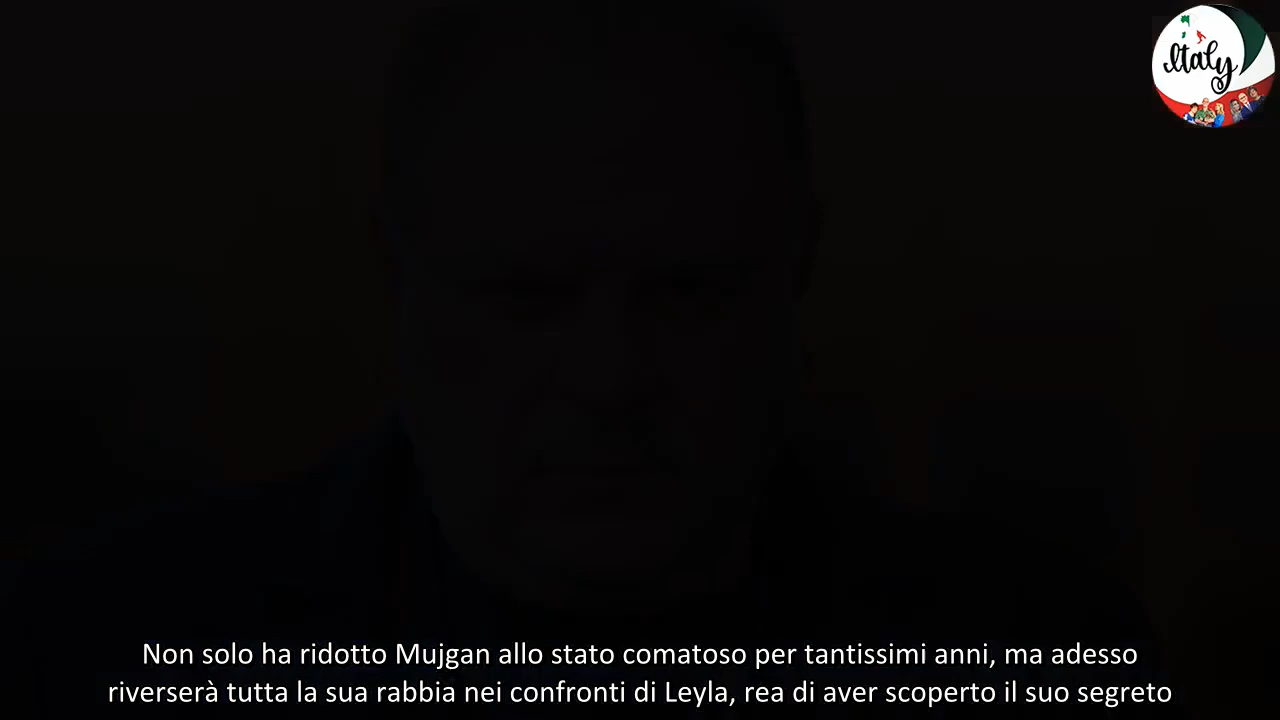 Italy
Non solo ha ridotto Mujgan allo stato comatoso per tantissimi anni, ma adesso
riverserà tutta la sua rabbia nei confronti di Leyla, rea di aver scoperto il suo segreto